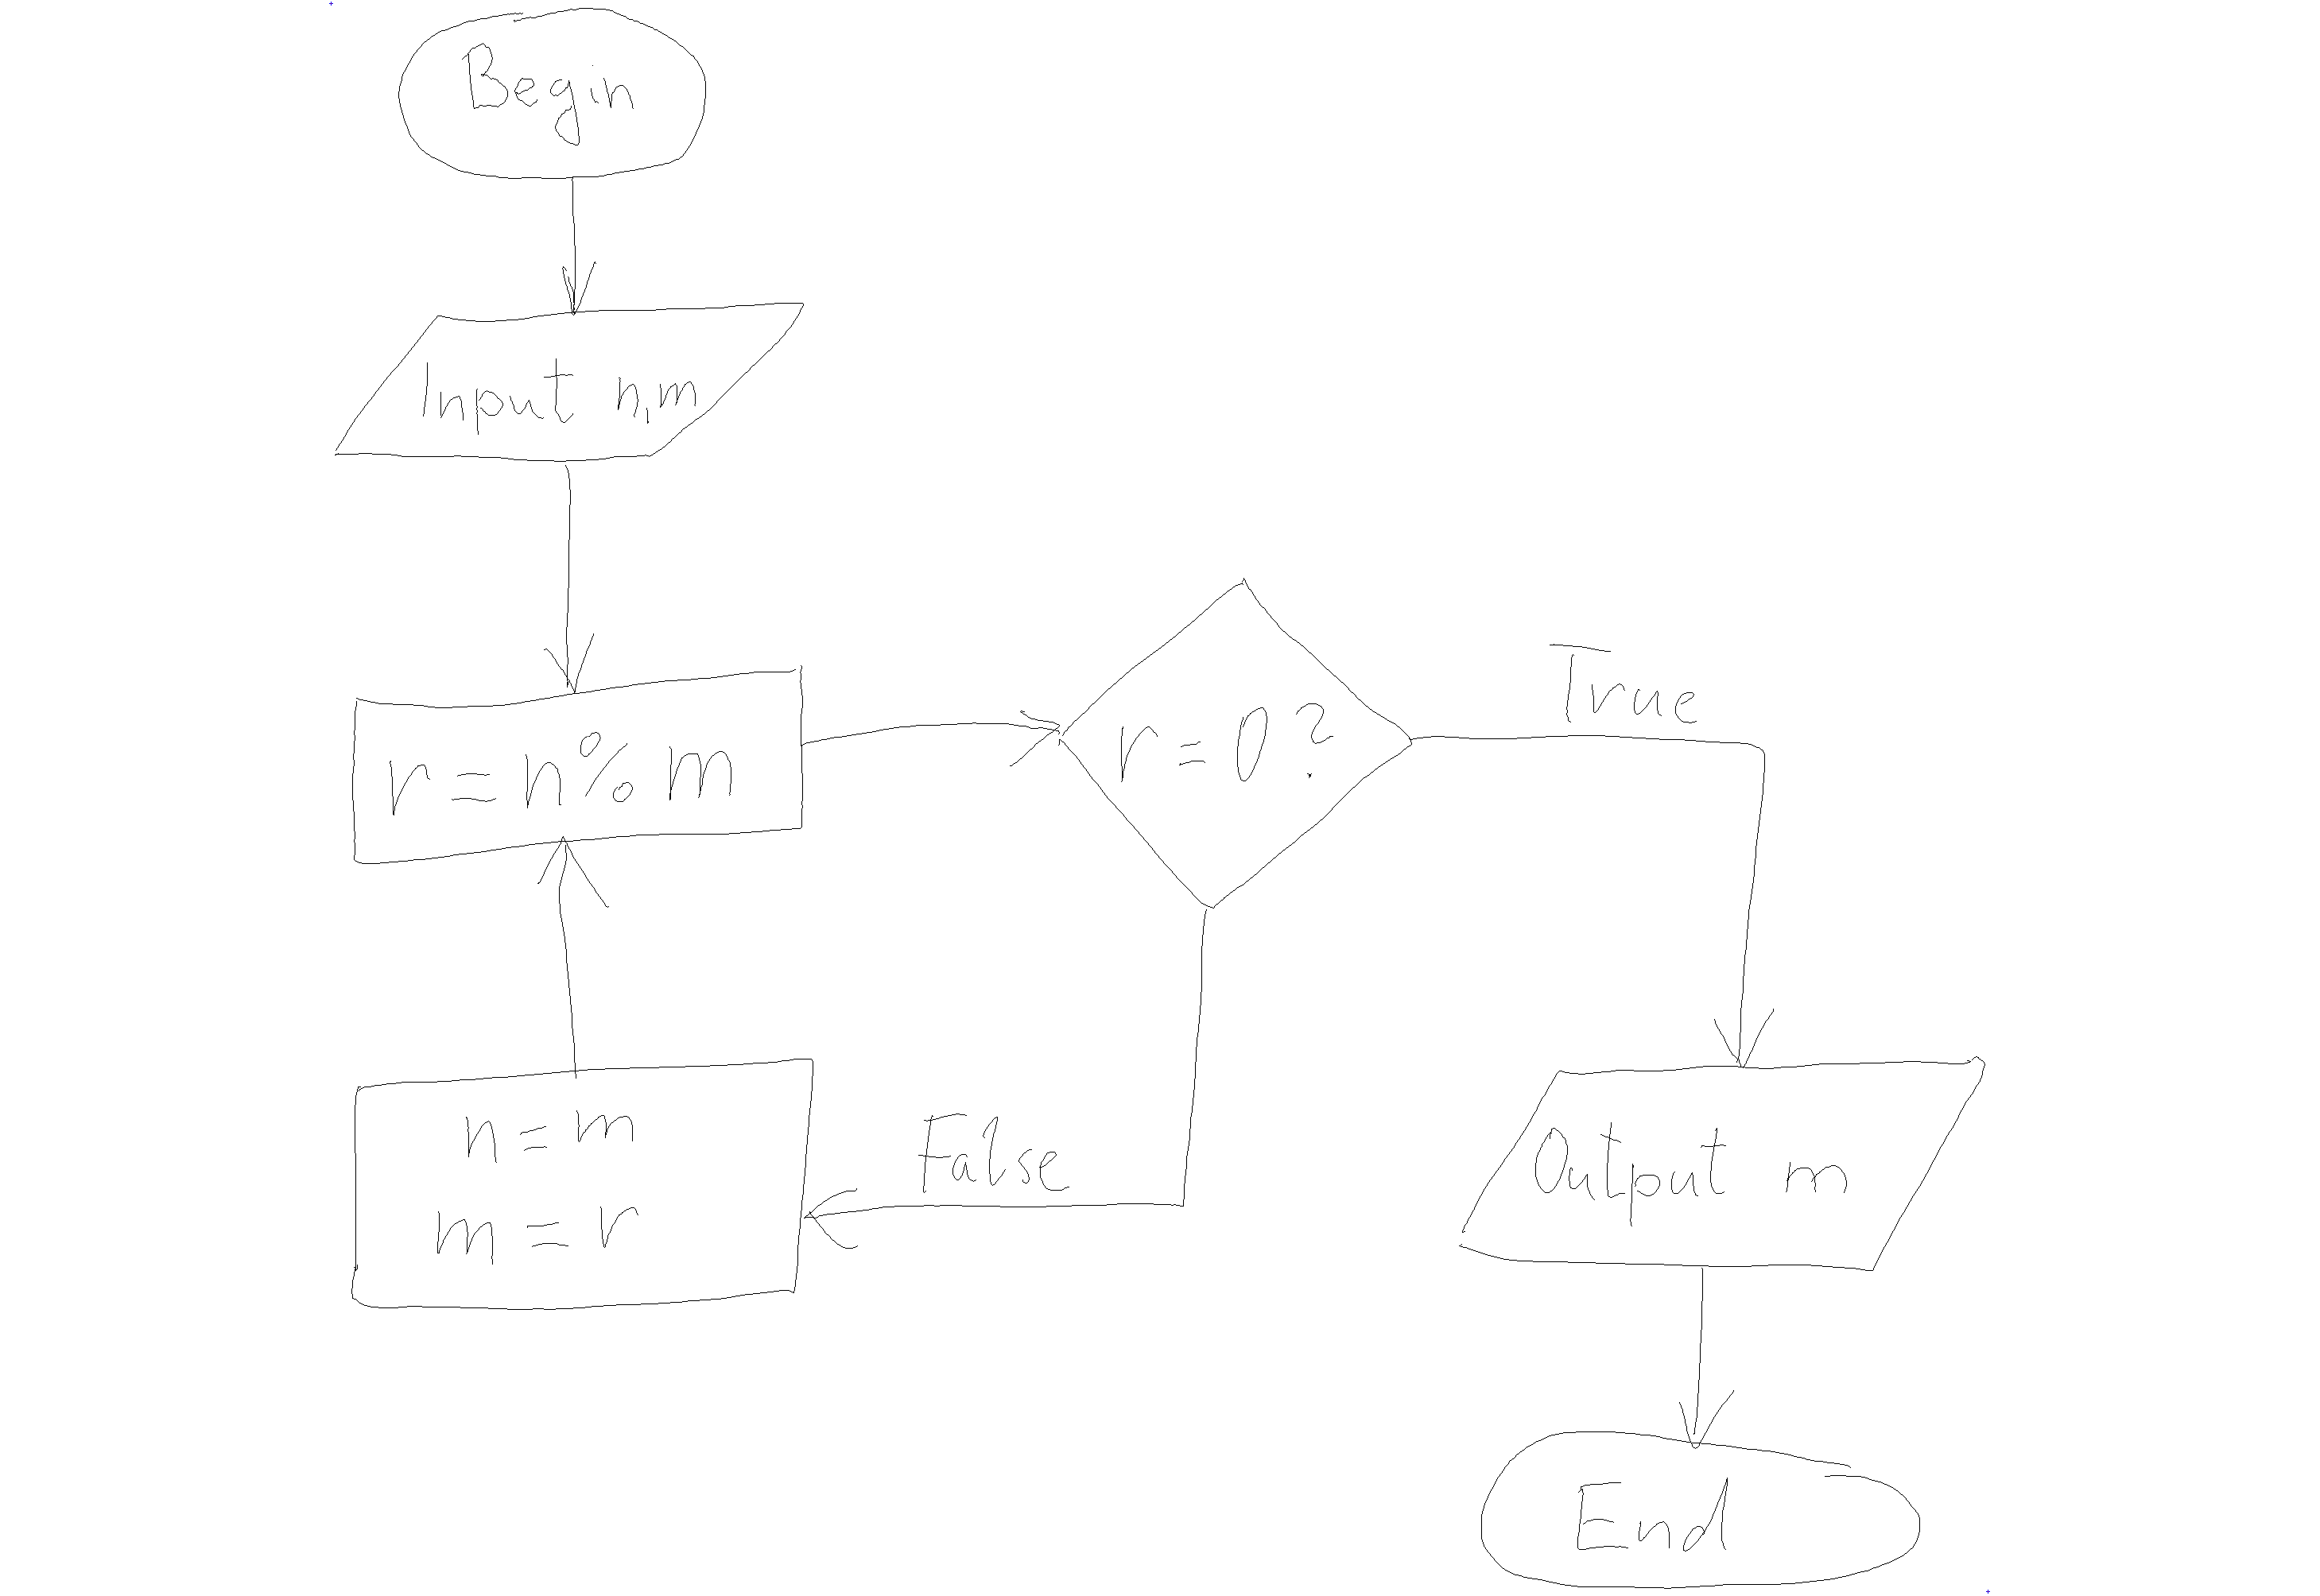 Begin
Input n,m
r = n % m
r = 0 ?
True
False
n = m
m = r
Output m
End